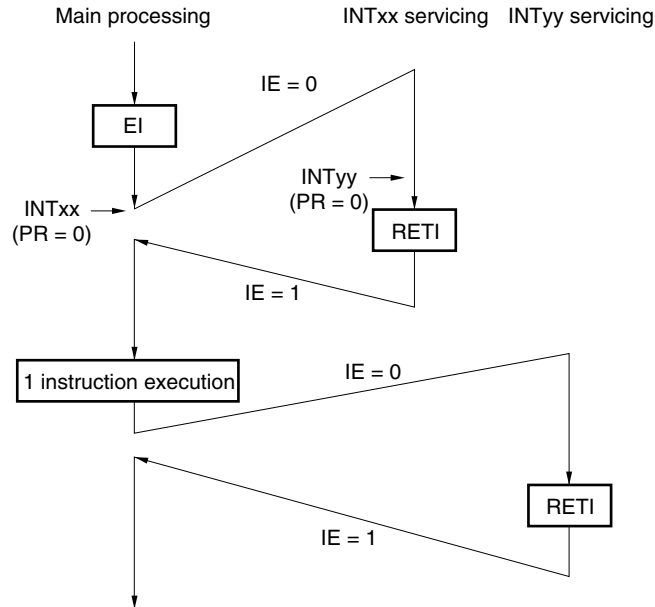 Main processing
INTxx servicing
INTyy servicing
IE = 0
EI
INTyy
(PR = 0)
INTxx
(PR = 0)
RETI
IE = 1
1 instruction execution
IE = 0
RETI
IE = 1